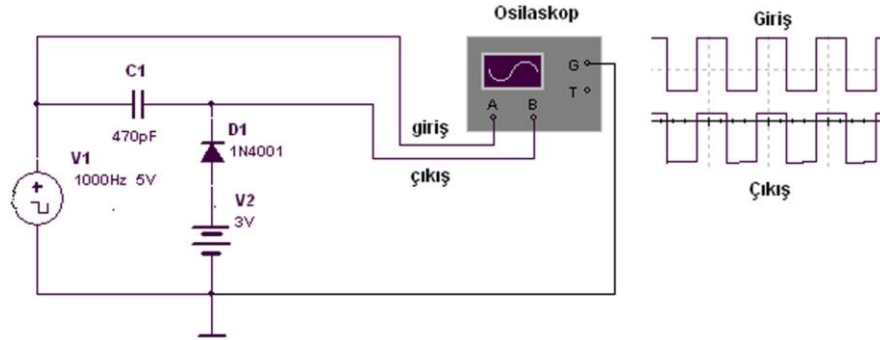 Osilaskop
Giriş
C1
G
T
A
B
470pF
D1
1N4001
giriş
çıkış
V1
1000Hz 5V
V2
3V
Çıkış